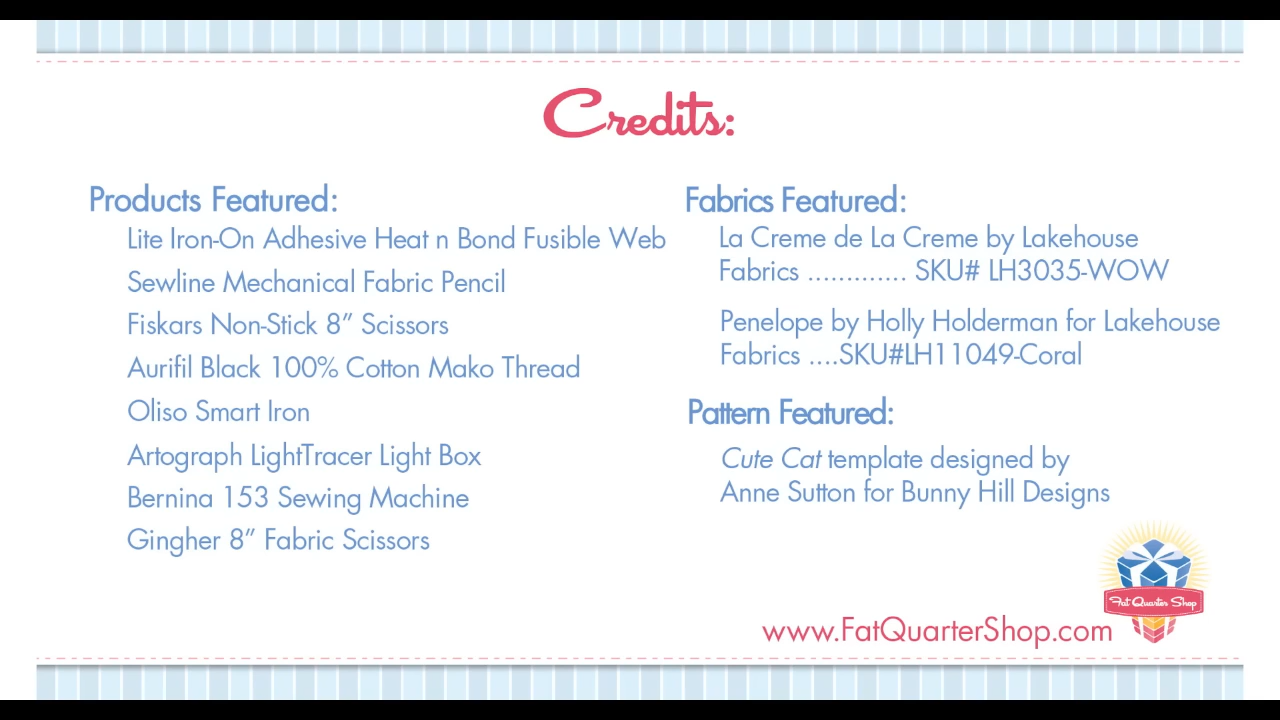 Credits:
Products Featured:
Lite Iron-On Adhesive Heat n Bond Fusible Web
Sewline Mechanical Fabric Pencil
Fiskars Non-Stick 8” Scissors
Aurifil Black 100% Cotton Mako Thread
Oliso Smart Iron
Artograph LightTracer Light Box
Bernina 153 Sewing Machine
Gingher 8” Fabric Scissors
Fabrics Featured:
La Creme de La Creme by Lakehouse
Fabrics ............. SKU# LH3035-WOW
Penelope by Holly Holderman for Lakehouse
Fabrics ....SKU#LH11049-Coral
Pattern Featured:
Cute Cat template designed by
Anne Sutton for Bunny Hill Designs
Fat Quarter Shop
www.FatQuarterShop.com